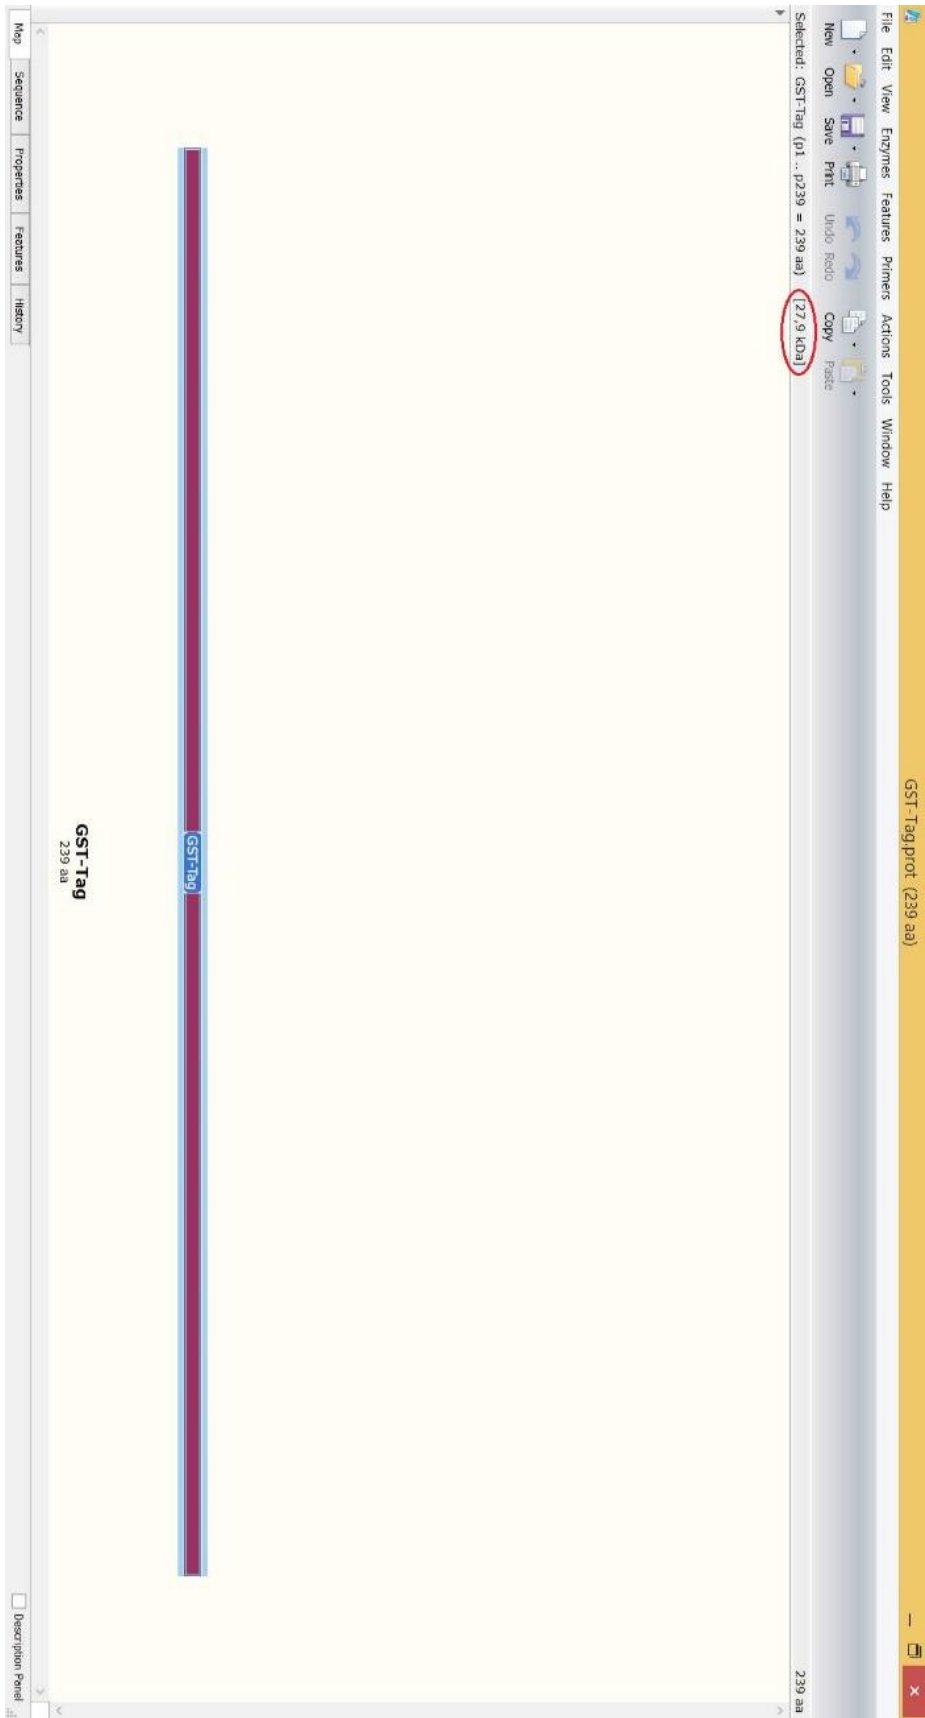 GST-Tag.prot (239 aa)
File Edit View Enzymes Features Primers Actions Tools Window Help
New Open Save Print Undo Redo Copy Paste
Selected: GST-Tag (p1 .. p239 = 239 aa) [27,9 kDa] 239 aa
GST-Tag
GST-Tag
239 aa
Map Sequence Properties Features History Description Panel